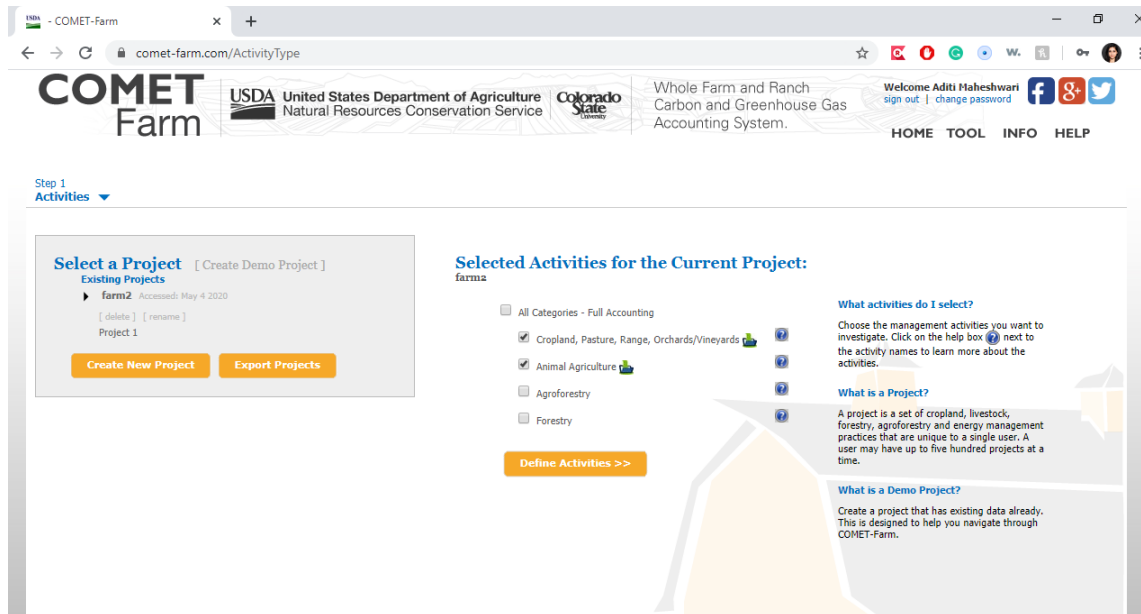 USDA - COMET-Farm
comet-farm.com/ActivityType
COMET
Farm
USDA United States Department of Agriculture
Natural Resources Conservation Service
Colorado
State
University
Whole Farm and Ranch
Carbon and Greenhouse Gas
Accounting System.
Welcome Aditi Maheshwari
sign out | change password
HOME TOOL INFO HELP
Step 1
Activities
Select a Project [ Create Demo Project ]
Existing Projects
farm2 Accessed: May 4 2020
[ delete ] [ rename ]
Project 1
Create New Project Export Projects
Selected Activities for the Current Project:
farm2
All Categories - Full Accounting
Cropland, Pasture, Range, Orchards/Vineyards
Animal Agriculture
Agroforestry
Forestry
Define Activities >>
What activities do I select?
Choose the management activities you want to
investigate. Click on the help box ? next to
the activity names to learn more about the
activities.
What is a Project?
A project is a set of cropland, livestock,
forestry, agroforestry and energy management
practices that are unique to a single user. A
user may have up to five hundred projects at a
time.
What is a Demo Project?
Create a project that has existing data already.
This is designed to help you navigate through
COMET-Farm.